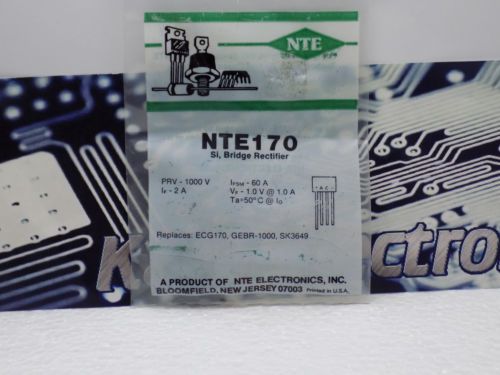 NTE
NTE170
Si, Bridge Rectifier
PRV - 1000 V IFSM - 60 A
IF - 2 A VF - 1.0 V @ 1.0 A
Ta=50°C @ IO
Replaces: ECG170, GEBR-1000, SK3649
A PRODUCT OF NTE ELECTRONICS, INC.
BLOOMFIELD, NEW JERSEY 07003 Printed in U.S.A.
K ctro